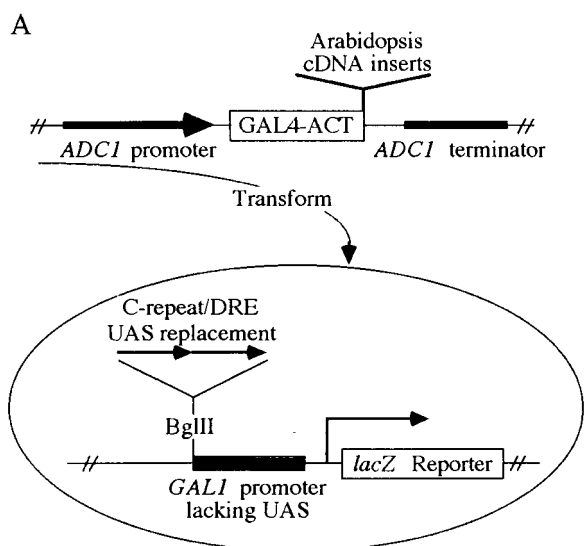 A
Arabidopsis
cDNA inserts
GAL4-ACT
ADC1 promoter
ADC1 terminator
Transform
C-repeat/DRE
UAS replacement
BglII
lacZ Reporter
GAL1 promoter
lacking UAS